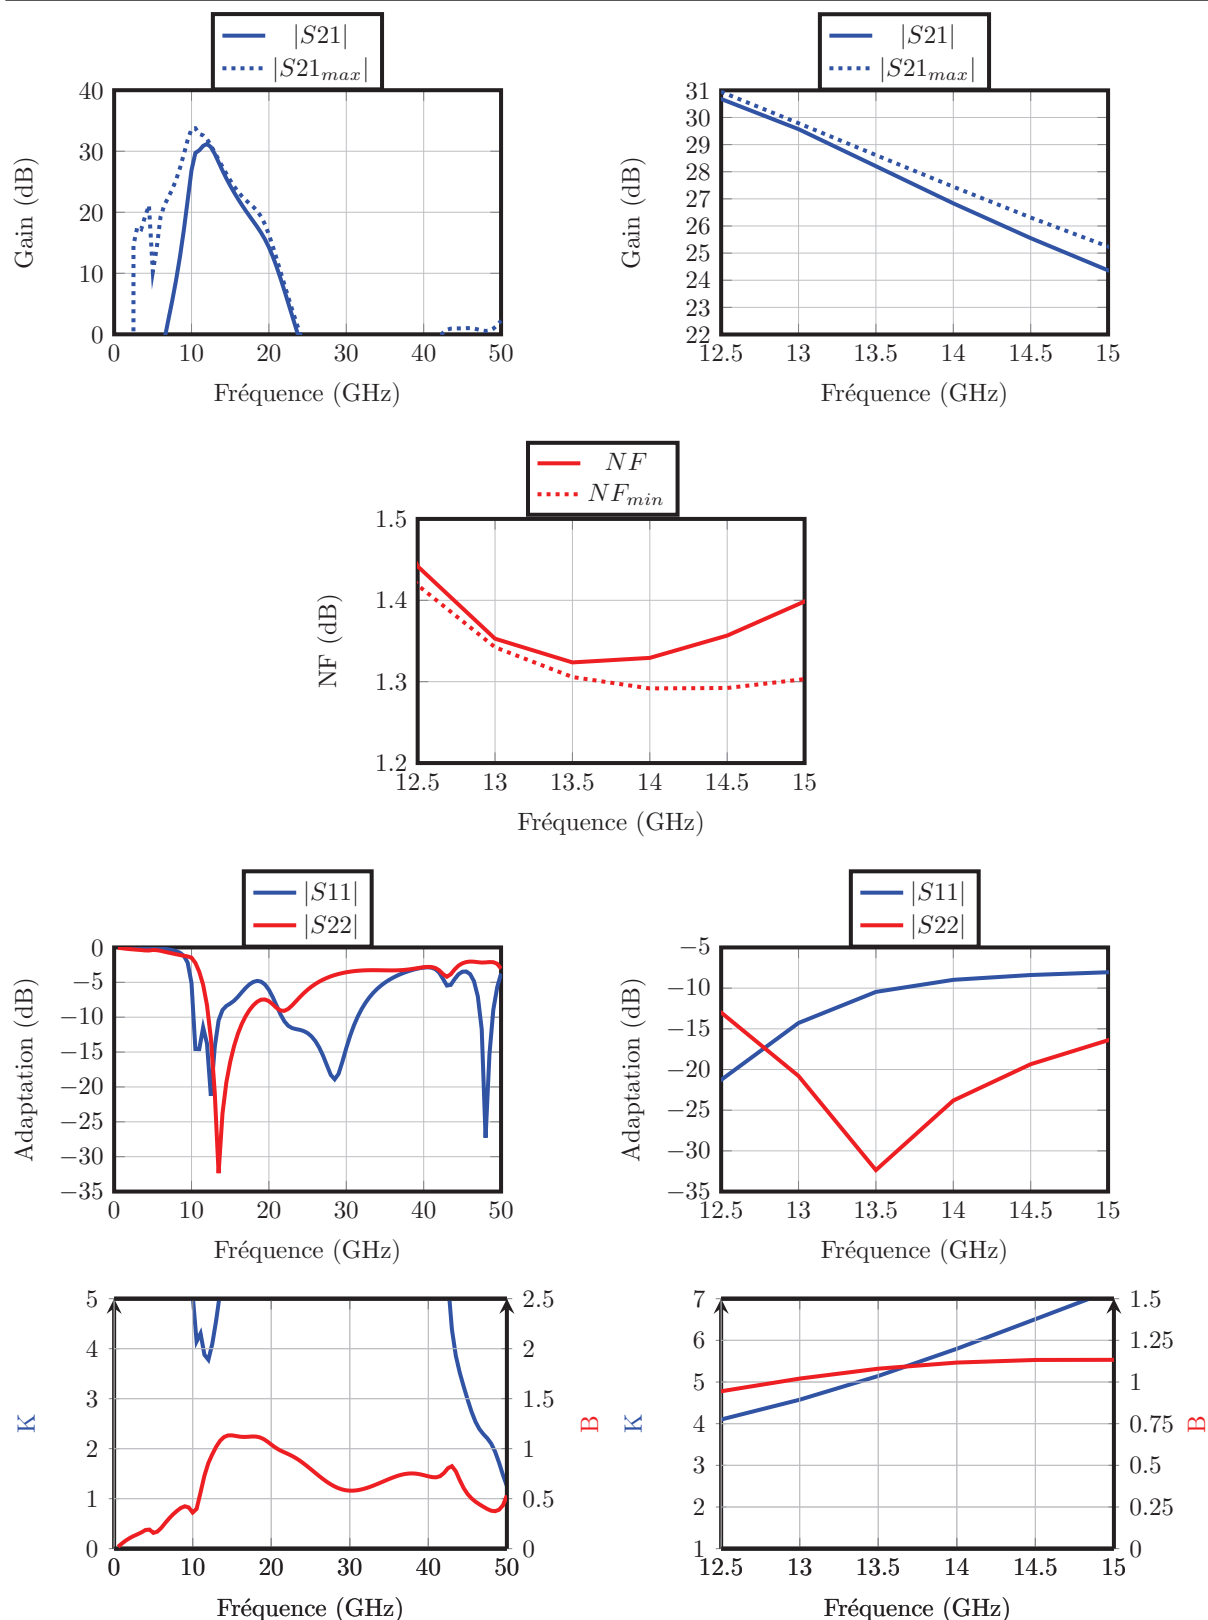 |S21|
|S21max|
40
30
20
10
0
Gain (dB)
0 10 20 30 40 50
Fréquence (GHz)
|S21|
|S21max|
31
30
29
28
27
26
25
24
23
22
Gain (dB)
12.5 13 13.5 14 14.5 15
Fréquence (GHz)
NF
NFmin
1.5
1.4
1.3
1.2
NF (dB)
12.5 13 13.5 14 14.5 15
Fréquence (GHz)
|S11|
|S22|
0
−5
−10
−15
−20
−25
−30
−35
Adaptation (dB)
0 10 20 30 40 50
Fréquence (GHz)
|S11|
|S22|
−5
−10
−15
−20
−25
−30
−35
Adaptation (dB)
12.5 13 13.5 14 14.5 15
Fréquence (GHz)
5
4
3
2
1
0
K
2.5
2
1.5
1
0.5
0
B
0 10 20 30 40 50
Fréquence (GHz)
7
6
5
4
3
2
1
K
1.5
1.25
1
0.75
0.5
0.25
0
B
12.5 13 13.5 14 14.5 15
Fréquence (GHz)